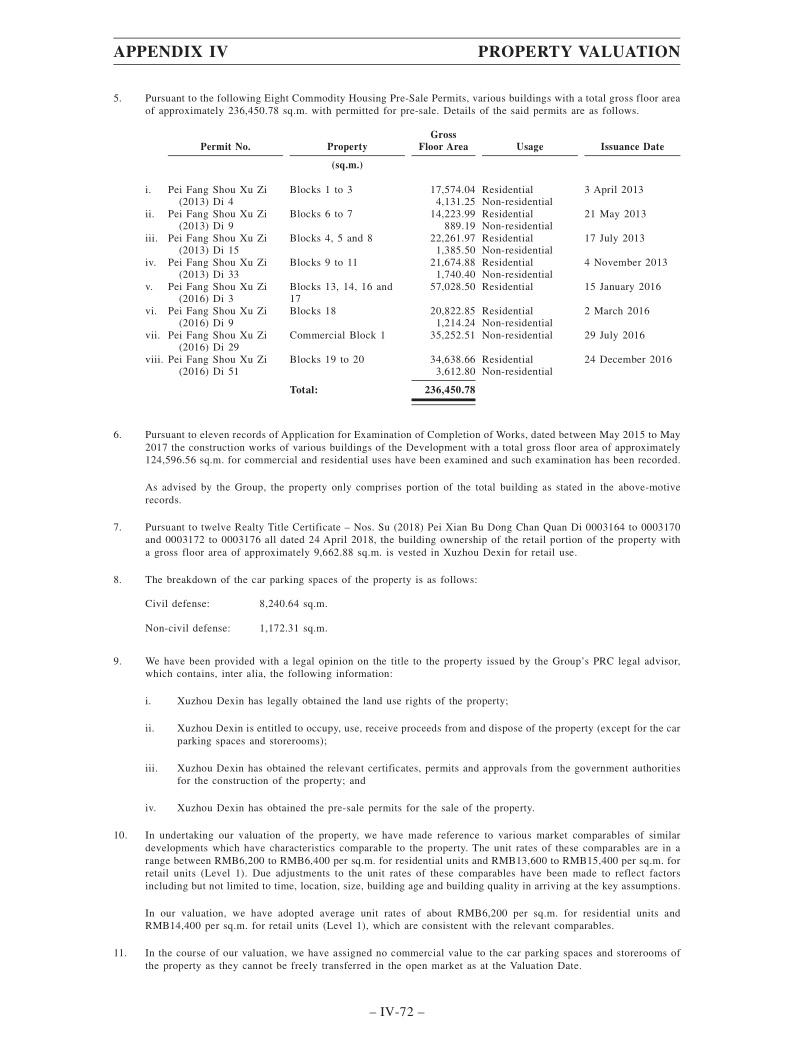 APPENDIX IV PROPERTY VALUATION
5. Pursuant to the following Eight Commodity Housing Pre-Sale Permits, various buildings with a total gross floor area
of approximately 236,450.78 sq.m. with permitted for pre-sale. Details of the said permits are as follows.
Gross
Permit No. Property Floor Area Usage Issuance Date
(sq.m.)
i. Pei Fang Shou Xu Zi Blocks 1 to 3 17,574.04 Residential 3 April 2013
(2013) Di 4 4,131.25 Non-residential
ii. Pei Fang Shou Xu Zi Blocks 6 to 7 14,223.99 Residential 21 May 2013
(2013) Di 9 889.19 Non-residential
iii. Pei Fang Shou Xu Zi Blocks 4, 5 and 8 22,261.97 Residential 17 July 2013
(2013) Di 15 1,385.50 Non-residential
iv. Pei Fang Shou Xu Zi Blocks 9 to 11 21,674.88 Residential 4 November 2013
(2013) Di 33 1,740.40 Non-residential
v. Pei Fang Shou Xu Zi Blocks 13, 14, 16 and 57,028.50 Residential 15 January 2016
(2016) Di 3 17
vi. Pei Fang Shou Xu Zi Blocks 18 20,822.85 Residential 2 March 2016
(2016) Di 9 1,214.24 Non-residential
vii. Pei Fang Shou Xu Zi Commercial Block 1 35,252.51 Non-residential 29 July 2016
(2016) Di 29
viii. Pei Fang Shou Xu Zi Blocks 19 to 20 34,638.66 Residential 24 December 2016
(2016) Di 51 3,612.80 Non-residential
Total: 236,450.78
6. Pursuant to eleven records of Application for Examination of Completion of Works, dated between May 2015 to May
2017 the construction works of various buildings of the Development with a total gross floor area of approximately
124,596.56 sq.m. for commercial and residential uses have been examined and such examination has been recorded.
As advised by the Group, the property only comprises portion of the total building as stated in the above-motive
records.
7. Pursuant to twelve Realty Title Certificate – Nos. Su (2018) Pei Xian Bu Dong Chan Quan Di 0003164 to 0003170
and 0003172 to 0003176 all dated 24 April 2018, the building ownership of the retail portion of the property with
a gross floor area of approximately 9,662.88 sq.m. is vested in Xuzhou Dexin for retail use.
8. The breakdown of the car parking spaces of the property is as follows:
Civil defense: 8,240.64 sq.m.
Non-civil defense: 1,172.31 sq.m.
9. We have been provided with a legal opinion on the title to the property issued by the Group's PRC legal advisor,
which contains, inter alia, the following information:
i. Xuzhou Dexin has legally obtained the land use rights of the property;
ii. Xuzhou Dexin is entitled to occupy, use, receive proceeds from and dispose of the property (except for the car
parking spaces and storerooms);
iii. Xuzhou Dexin has obtained the relevant certificates, permits and approvals from the government authorities
for the construction of the property; and
iv. Xuzhou Dexin has obtained the pre-sale permits for the sale of the property.
10. In undertaking our valuation of the property, we have made reference to various market comparables of similar
developments which have characteristics comparable to the property. The unit rates of these comparables are in a
range between RMB6,200 to RMB6,400 per sq.m. for residential units and RMB13,600 to RMB15,400 per sq.m. for
retail units (Level 1). Due adjustments to the unit rates of these comparables have been made to reflect factors
including but not limited to time, location, size, building age and building quality in arriving at the key assumptions.
In our valuation, we have adopted average unit rates of about RMB6,200 per sq.m. for residential units and
RMB14,400 per sq.m. for retail units (Level 1), which are consistent with the relevant comparables.
11. In the course of our valuation, we have assigned no commercial value to the car parking spaces and storerooms of
the property as they cannot be freely transferred in the open market as at the Valuation Date.
– IV-72 –